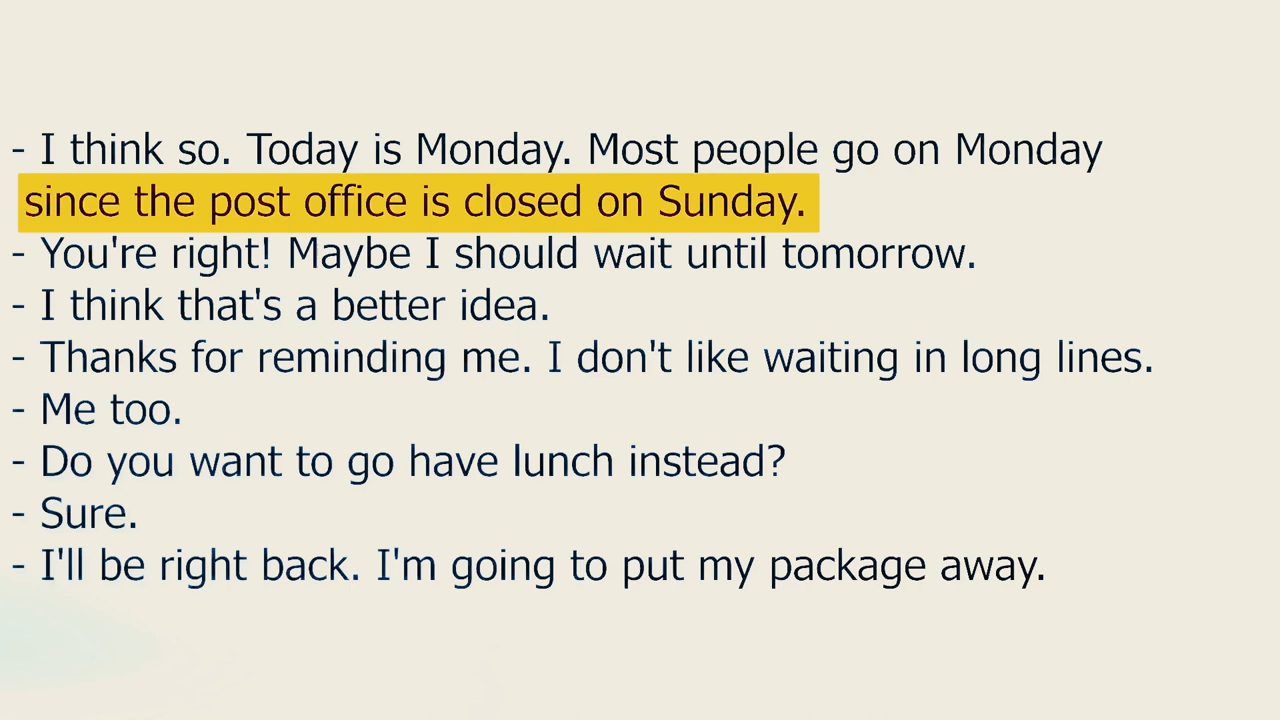 - I think so. Today is Monday. Most people go on Monday
since the post office is closed on Sunday.
- You're right! Maybe I should wait until tomorrow.
- I think that's a better idea.
- Thanks for reminding me. I don't like waiting in long lines.
- Me too.
- Do you want to go have lunch instead?
- Sure.
- I'll be right back. I'm going to put my package away.